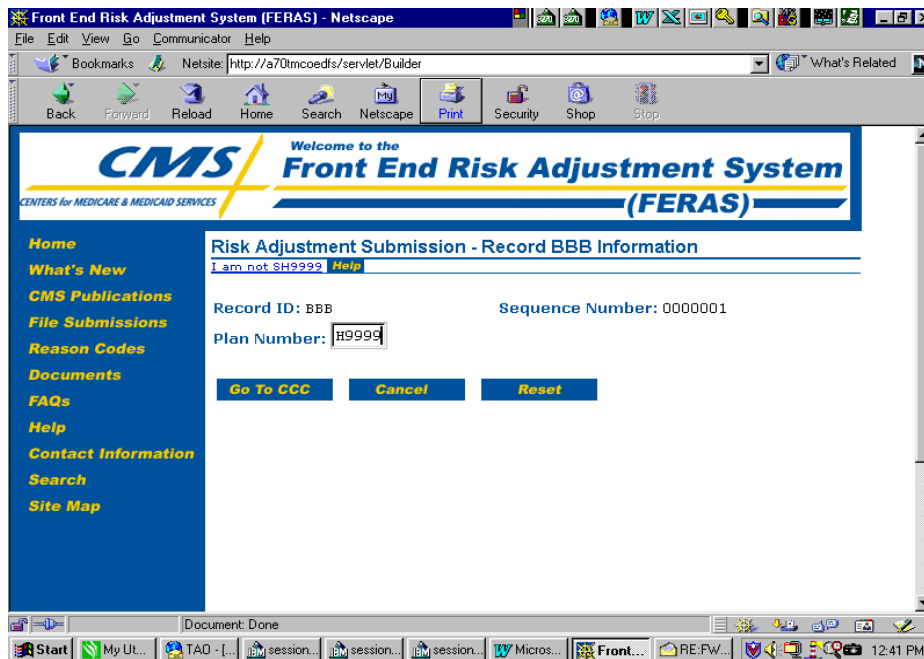 Front End Risk Adjustment System (FERAS) - Netscape
File Edit View Go Communicator Help
Bookmarks Netsite: http://a70tmcoedfs/servlet/Builder What's Related
Back Forward Reload Home Search Netscape Print Security Shop Stop
CMS
CENTERS for MEDICARE & MEDICAID SERVICES
Welcome to the
Front End Risk Adjustment System
(FERAS)
Home
What's New
CMS Publications
File Submissions
Reason Codes
Documents
FAQs
Help
Contact Information
Search
Site Map
Risk Adjustment Submission - Record BBB Information
I am not SH9999 Help
Record ID: BBB Sequence Number: 0000001
Plan Number: H9999
Go To CCC Cancel Reset
Document: Done
Start My Ut... TAO - [... session... session... session... Micros... Front... RE:FW... 12:41 PM